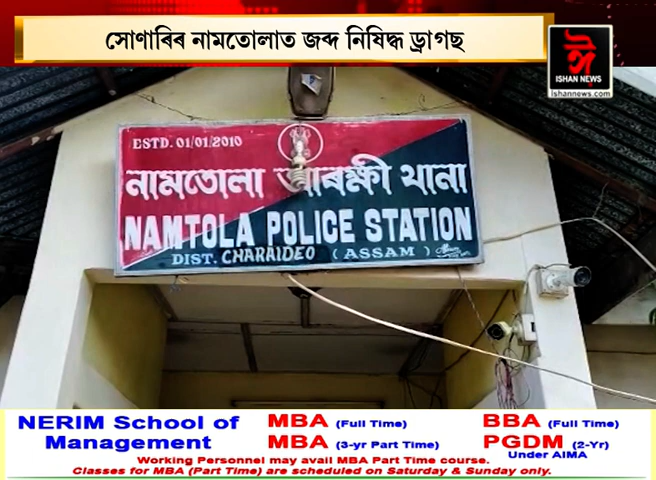 সোণাৰিৰ নামতোলাত জব্দ নিষিদ্ধ ড্ৰাগছ
ঈ
ISHAN NEWS
Ishannews.com
ESTD. 01/01/2010
নামতোলা আৰক্ষী থানা
NAMTOLA POLICE STATION
DIST. CHARAIDEO (ASSAM)
NERIM School of Management
MBA (Full Time)
BBA (Full Time)
MBA (3-yr Part Time)
PGDM (2-Yr)
Under AIMA
Working Personnel may avail MBA Part Time course.
Classes for MBA (Part Time) are scheduled on Saturday & Sunday only.